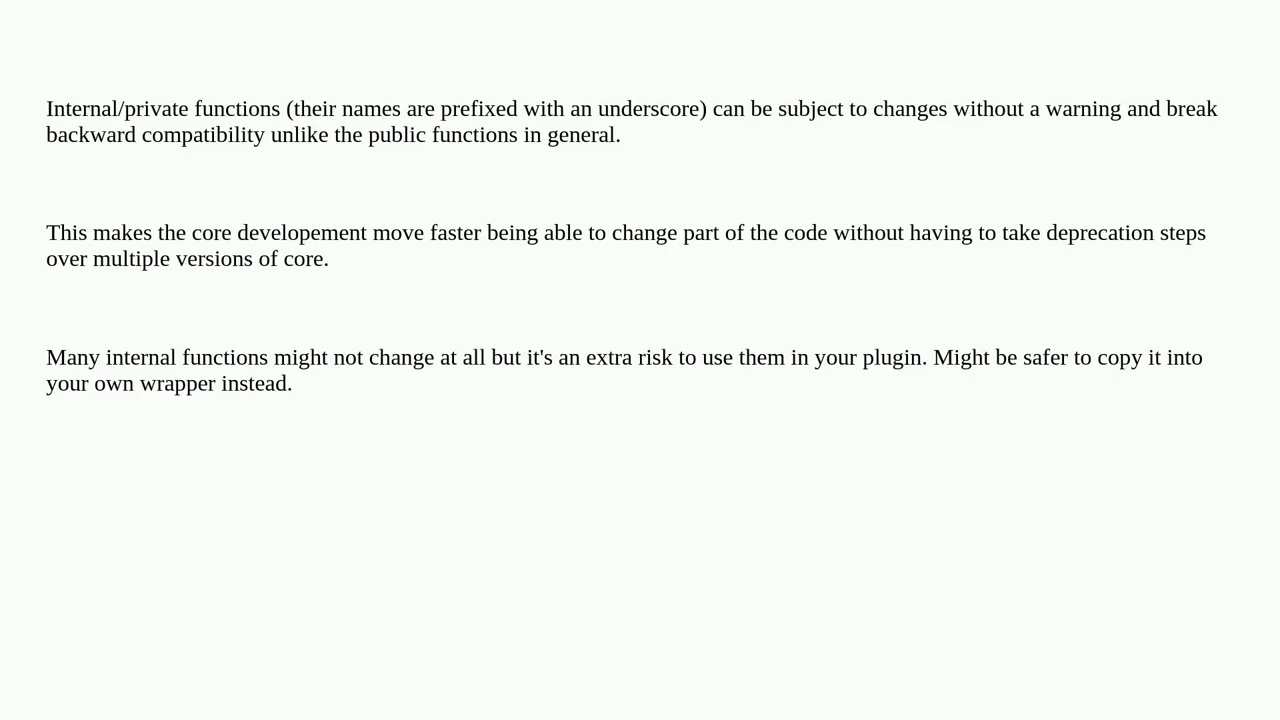 Internal/private functions (their names are prefixed with an underscore) can be subject to changes without a warning and break
backward compatibility unlike the public functions in general.
This makes the core developement move faster being able to change part of the code without having to take deprecation steps
over multiple versions of core.
Many internal functions might not change at all but it's an extra risk to use them in your plugin. Might be safer to copy it into
your own wrapper instead.